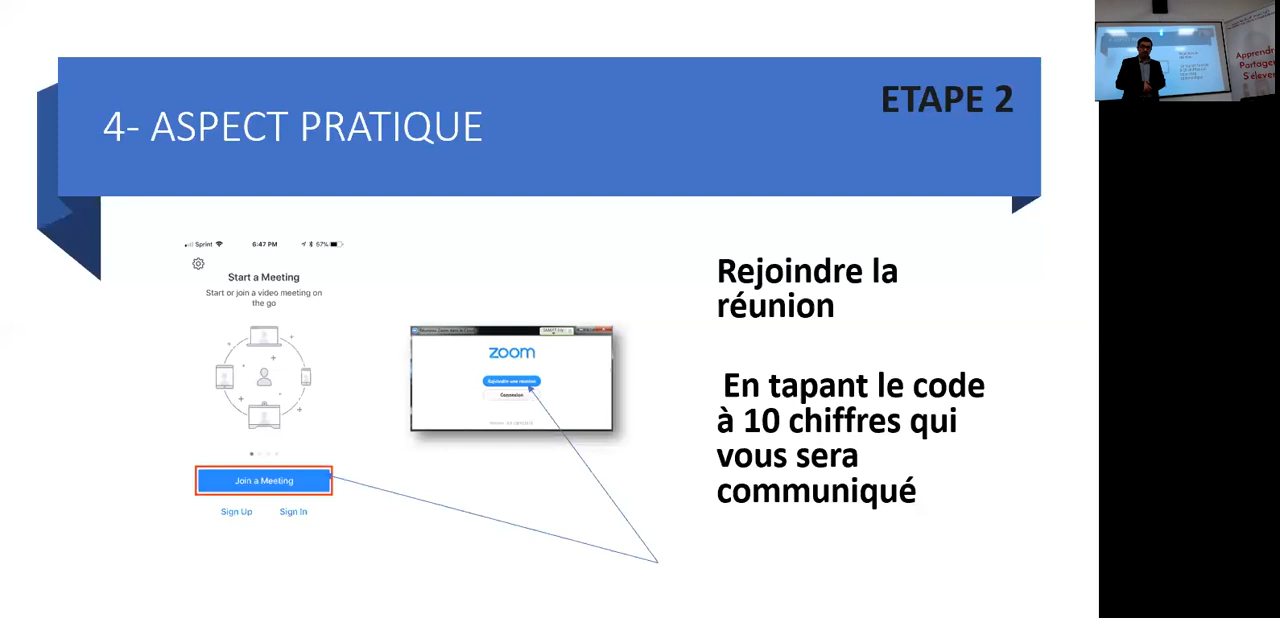 4- ASPECT PRATIQUE
ETAPE 2
Sprint 6:47 PM 57%
Start a Meeting
Start or join a video meeting on
the go
Join a Meeting
Sign Up Sign In
zoom
Rejoindre une réunion
Connexion
Rejoindre la
réunion
En tapant le code
à 10 chiffres qui
vous sera
communiqué
Apprendre
Partager
S'élever